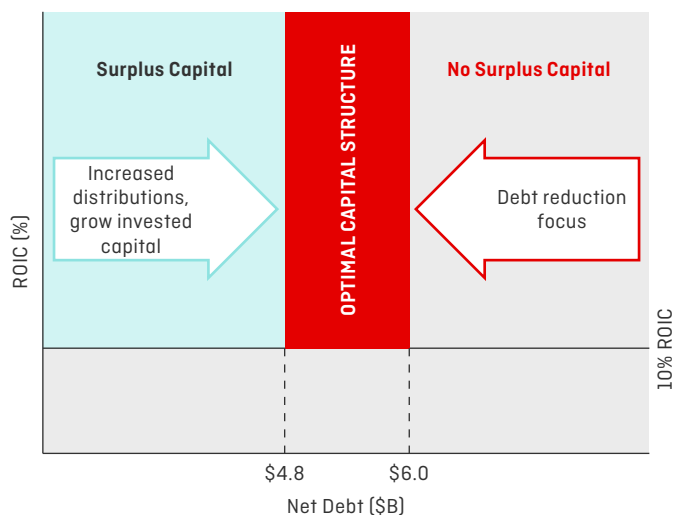 Surplus Capital
OPTIMAL CAPITAL STRUCTURE
No Surplus Capital
Increased
distributions,
grow invested
capital
Debt reduction
focus
ROIC (%)
10% ROIC
$4.8
$6.0
Net Debt ($B)